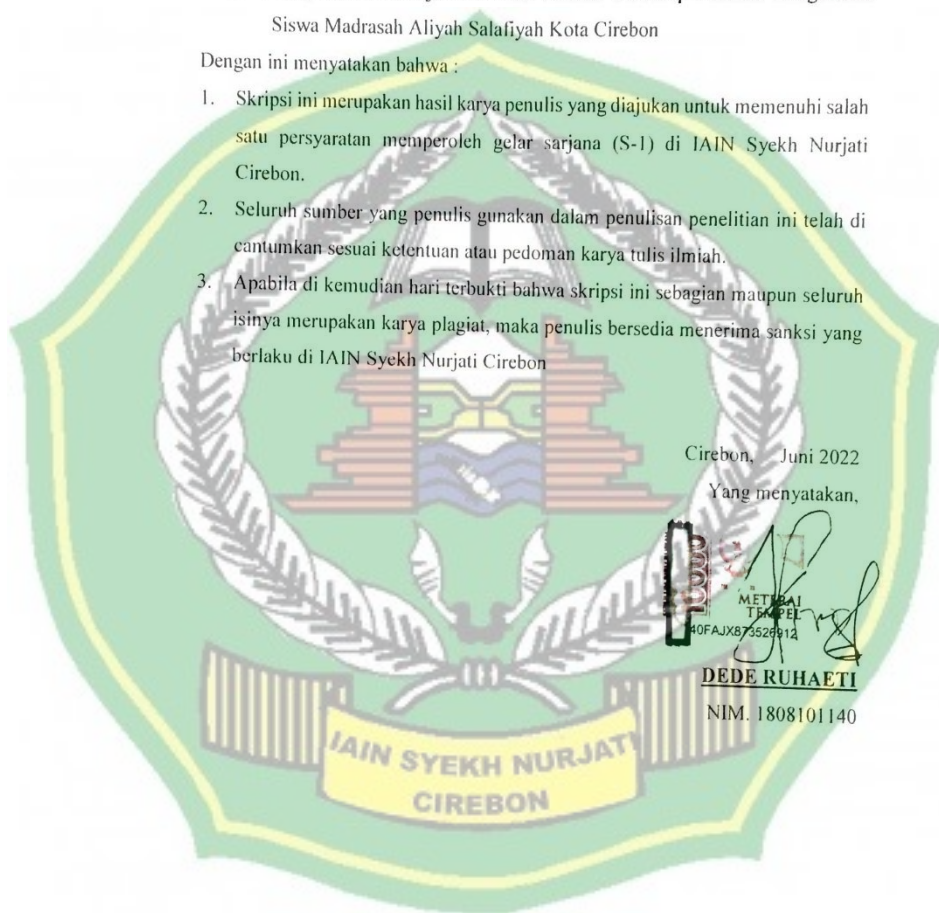 Siswa Madrasah Aliyah Salafiyah Kota Cirebon
Dengan ini menyatakan bahwa :
1. Skripsi ini merupakan hasil karya penulis yang diajukan untuk memenuhi salah
satu persyaratan memperoleh gelar sarjana (S-1) di IAIN Syekh Nurjati
Cirebon.
2. Seluruh sumber yang penulis gunakan dalam penulisan penelitian ini telah di
cantumkan sesuai ketentuan atau pedoman karya tulis ilmiah.
3. Apabila di kemudian hari terbukti bahwa skripsi ini sebagian maupun seluruh
isinya merupakan karya plagiat, maka penulis bersedia menerima sanksi yang
berlaku di IAIN Syekh Nurjati Cirebon
Cirebon, Juni 2022
Yang menyatakan,
METERAI
TEMPEL
DEDE RUHAETI
NIM. 1808101140
IAIN SYEKH NURJATI
CIREBON